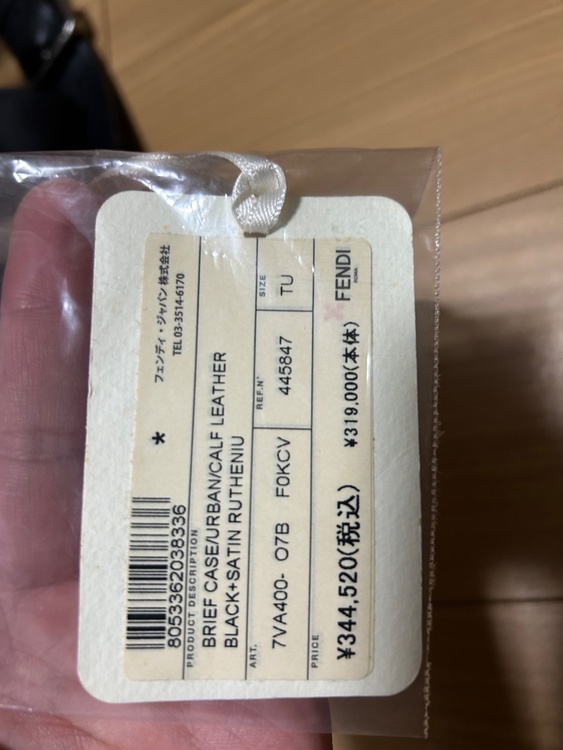 フェンディ・ジャパン 株式会社
TEL 03-3514-6170
*
8053362038336
PRODUCT DESCRIPTION
BRIEF CASE/URBAN/CALF LEATHER
BLACK+SATIN RUTHENIU
ART.
7VA400- O7B F0KCV
REF.N°
445847
SIZE
TU
PRICE
¥344,520(税込)
¥319,000(本体)
FENDI
ROMA